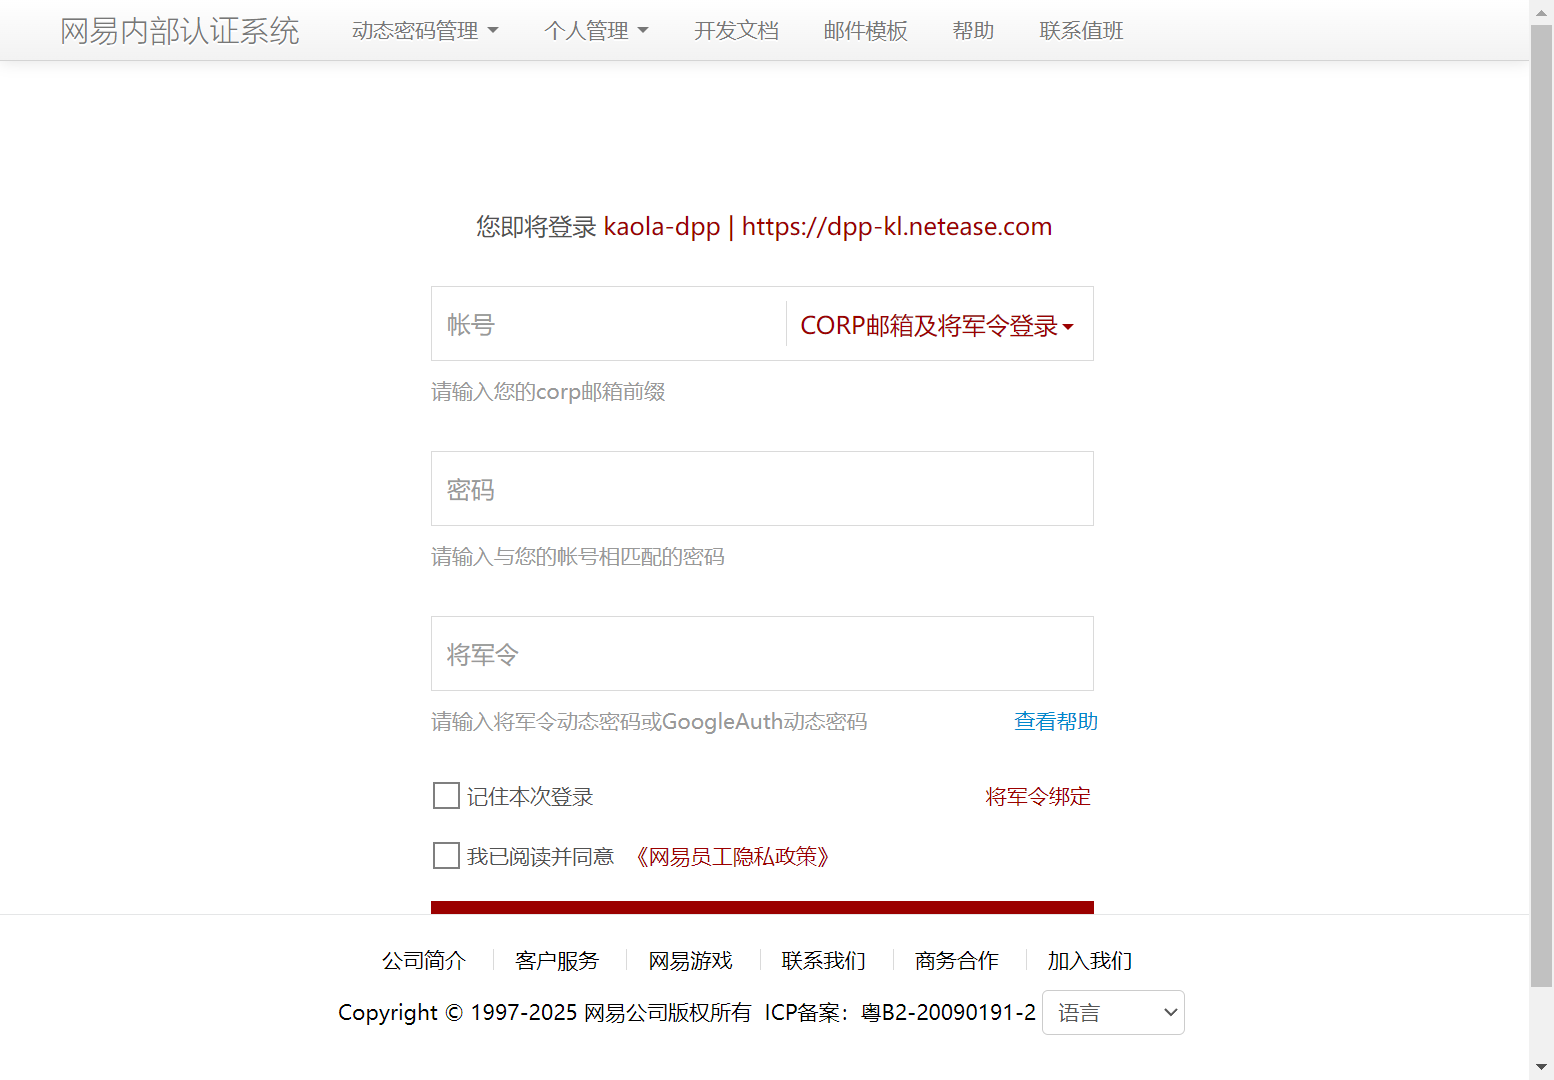 网易内部认证系统 动态密码管理 个人管理 开发文档 邮件模板 帮助 联系值班
您即将登录 kaola-dpp | https://dpp-kl.netease.com
帐号 CORP邮箱及将军令登录
请输入您的corp邮箱前缀
密码
请输入与您的帐号相匹配的密码
将军令
请输入将军令动态密码或GoogleAuth动态密码 查看帮助
记住本次登录 将军令绑定
我已阅读并同意 《网易员工隐私政策》
公司简介 客户服务 网易游戏 联系我们 商务合作 加入我们
Copyright © 1997-2025 网易公司版权所有 ICP备案：粤B2-20090191-2 语言